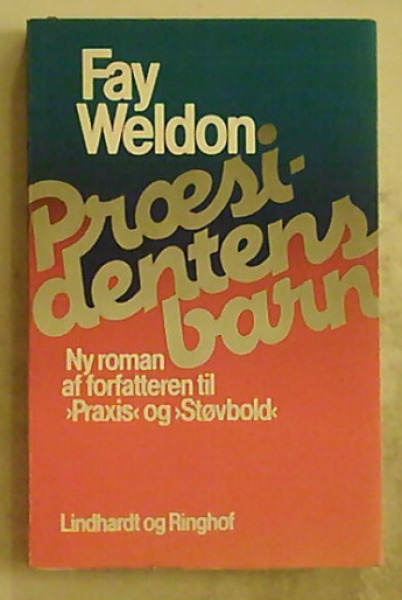 Fay
Weldon
Præsi-
dentens
barn
Ny roman
af forfatteren til
›Praxis‹ og ›Støvbold‹
Lindhardt og Ringhof